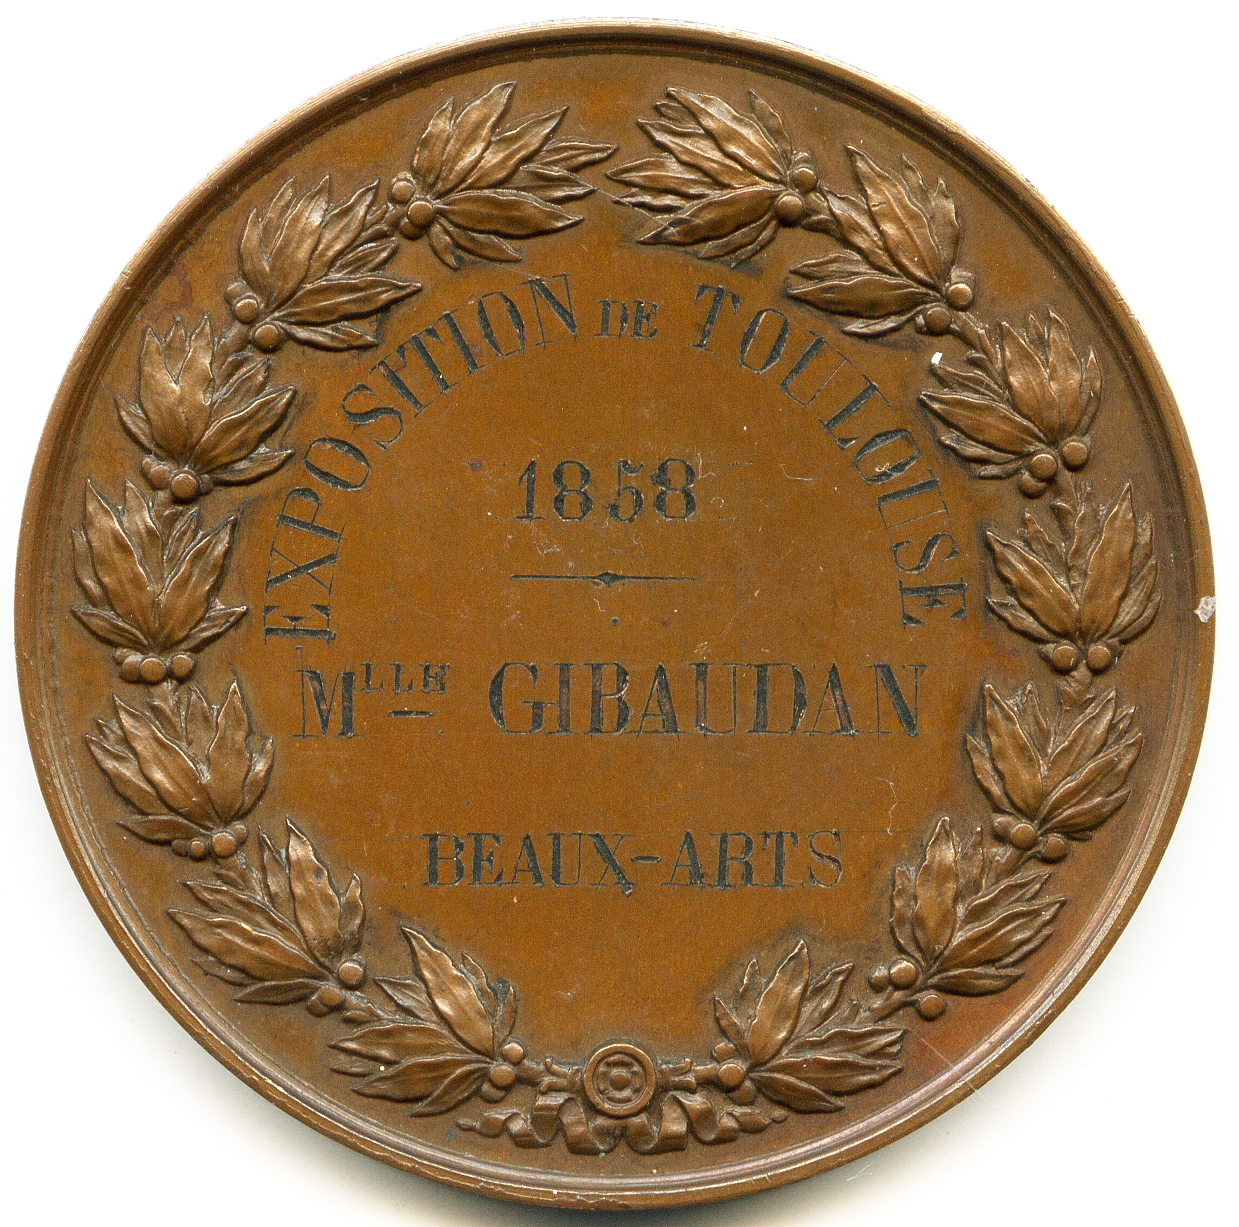 EXPOSITION DE TOULOUSE
1858
MLLE GIBAUDAN
BEAUX-ARTS